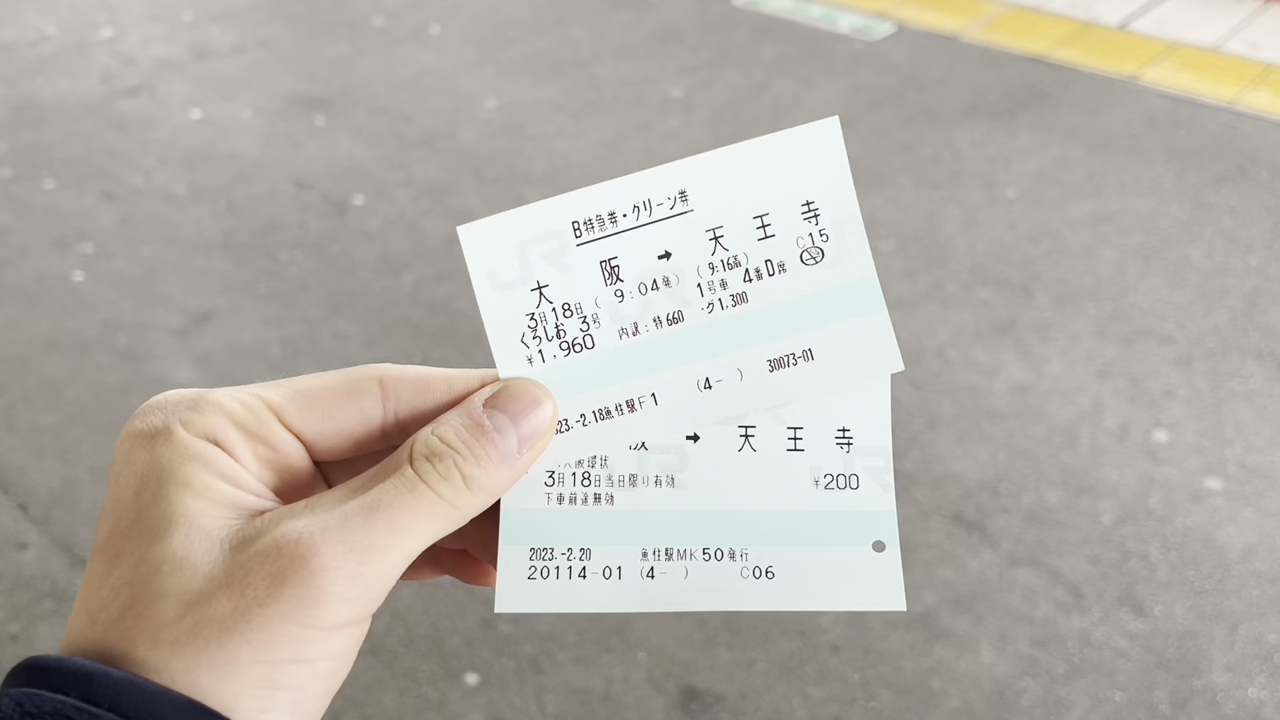 B特急券・グリーン券
大 阪 → 天 王 寺
C15
3月18日( 9:04発) ( 9:16着)
くろしお 3号 1号車 4番D席
¥1,960 内訳:特660 ・グ1,300
2023.-2.18魚住駅F1 (4- ) 30073-01
阪 → 天 王 寺
大阪環状
3月18日当日限り有効 ¥200
下車前途無効
2023.-2.20 魚住駅MK50発行
20114-01 (4- ) C06